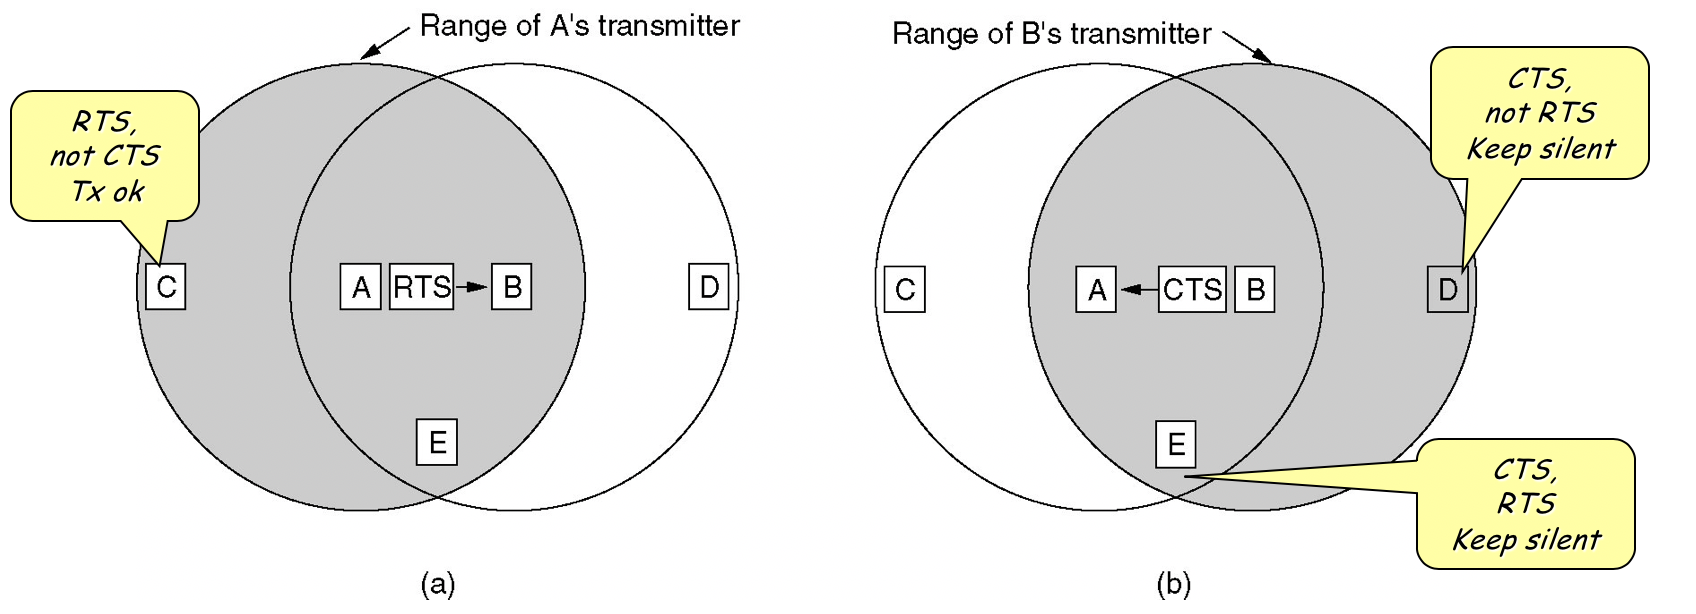 Range of A's transmitter
RTS,
not CTS
Tx ok
C
A
RTS
B
D
E
(a)
Range of B's transmitter
CTS,
not RTS
Keep silent
C
A
CTS
B
D
E
CTS,
RTS
Keep silent
(b)